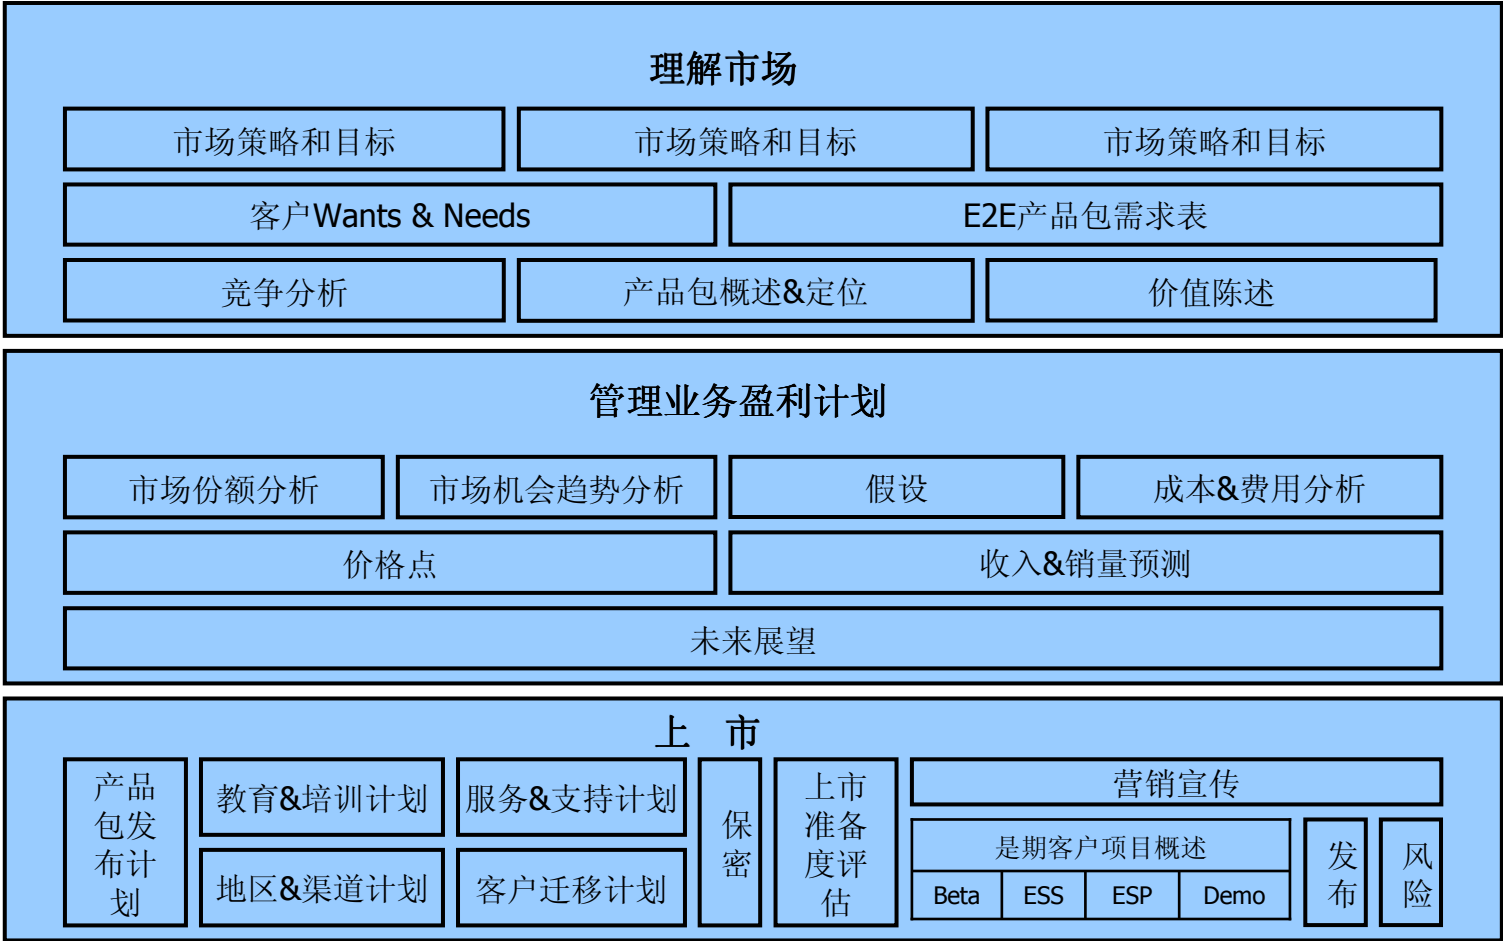 理解市场
市场策略和目标
市场策略和目标
市场策略和目标
客户Wants & Needs
E2E产品包需求表
竞争分析
产品包概述&定位
价值陈述
管理业务盈利计划
市场份额分析
市场机会趋势分析
假设
成本&费用分析
价格点
收入&销量预测
未来展望
上 市
产品
包发
布计
划
教育&培训计划
服务&支持计划
地区&渠道计划
客户迁移计划
保
密
上市
准备
度评
估
营销宣传
是期客户项目概述
Beta
ESS
ESP
Demo
发
布
风
险